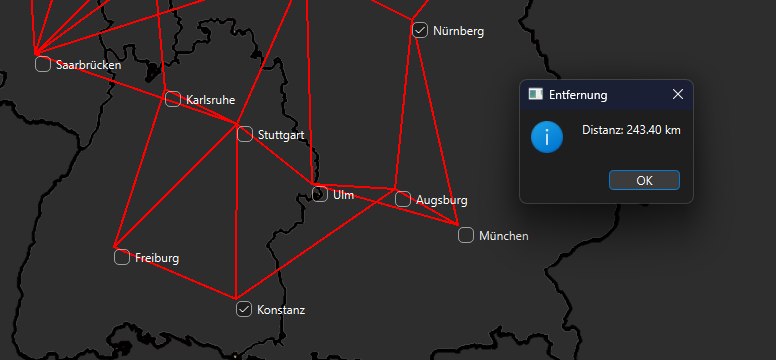 Nürnberg
Saarbrücken
Karlsruhe
Stuttgart
Ulm
Augsburg
München
Freiburg
Konstanz
Entfernung
Distanz: 243.40 km
OK